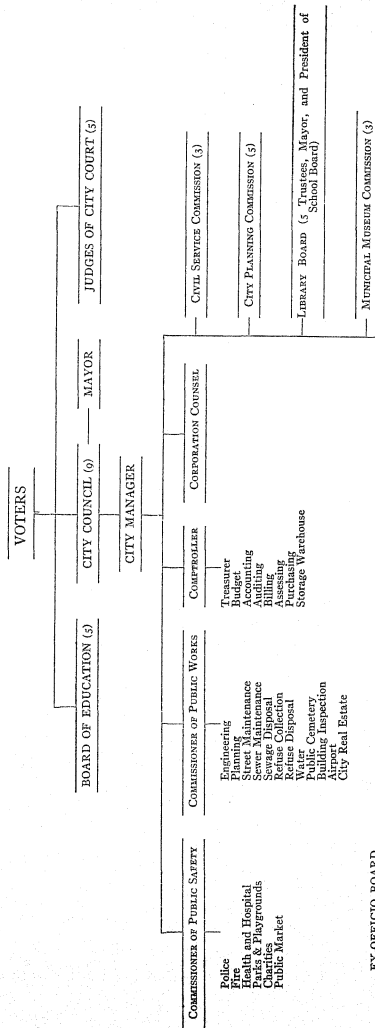 VOTERS
BOARD OF EDUCATION (5)
CITY COUNCIL (9)
MAYOR
JUDGES OF CITY COURT (5)
CITY MANAGER
COMMISSIONER OF PUBLIC SAFETY
Police
Fire
Health and Hospital
Parks & Playgrounds
Charities
Public Market
COMMISSIONER OF PUBLIC WORKS
Engineering
Planning
Street Maintenance
Sewer Maintenance
Sewage Disposal
Refuse Collection
Refuse Disposal
Water
Public Cemetery
Building Inspection
Airport
City Real Estate
COMPTROLLER
Treasurer
Budget
Accounting
Auditing
Billing
Assessing
Purchasing
Storage Warehouse
CORPORATION COUNSEL
CIVIL SERVICE COMMISSION (3)
CITY PLANNING COMMISSION (5)
LIBRARY BOARD (5 Trustees, Mayor, and President of
School Board)
MUNICIPAL MUSEUM COMMISSION (3)
EX OFFICIO BOARD